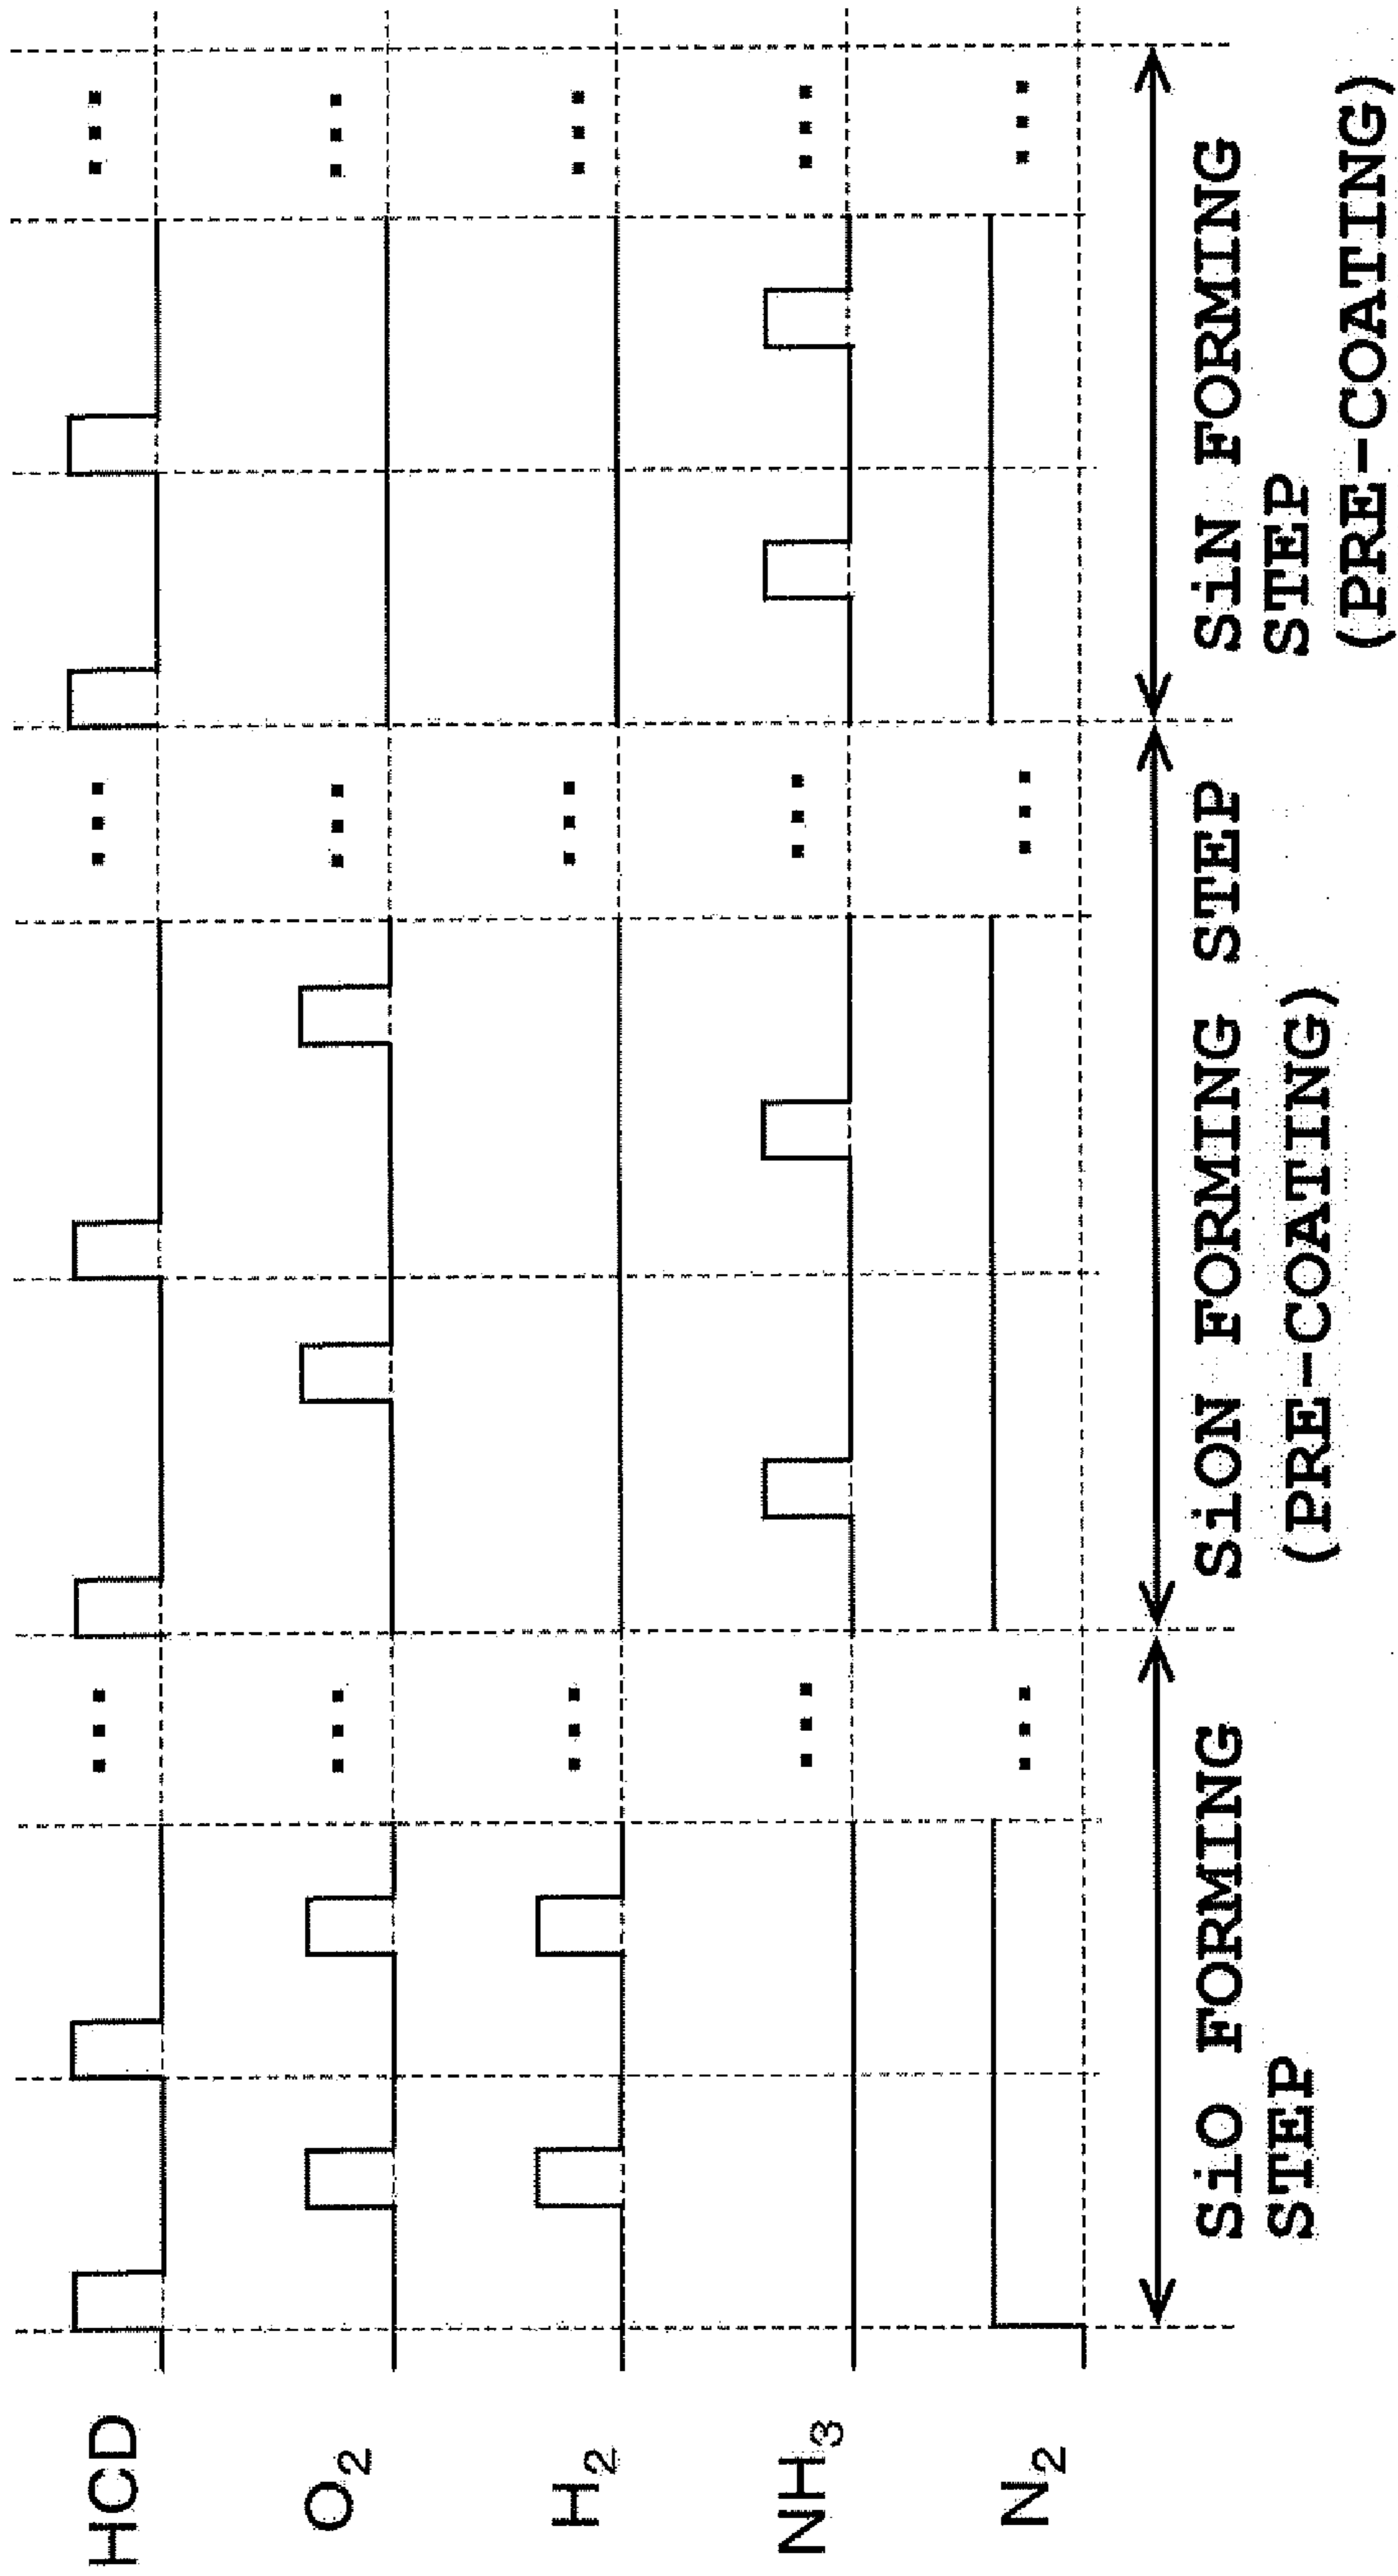 HCD
O₂
H₂
NH₃
N₂
SiO FORMING
STEP
SiON FORMING STEP
(PRE-COATING)
SiN FORMING
STEP
(PRE-COATING)